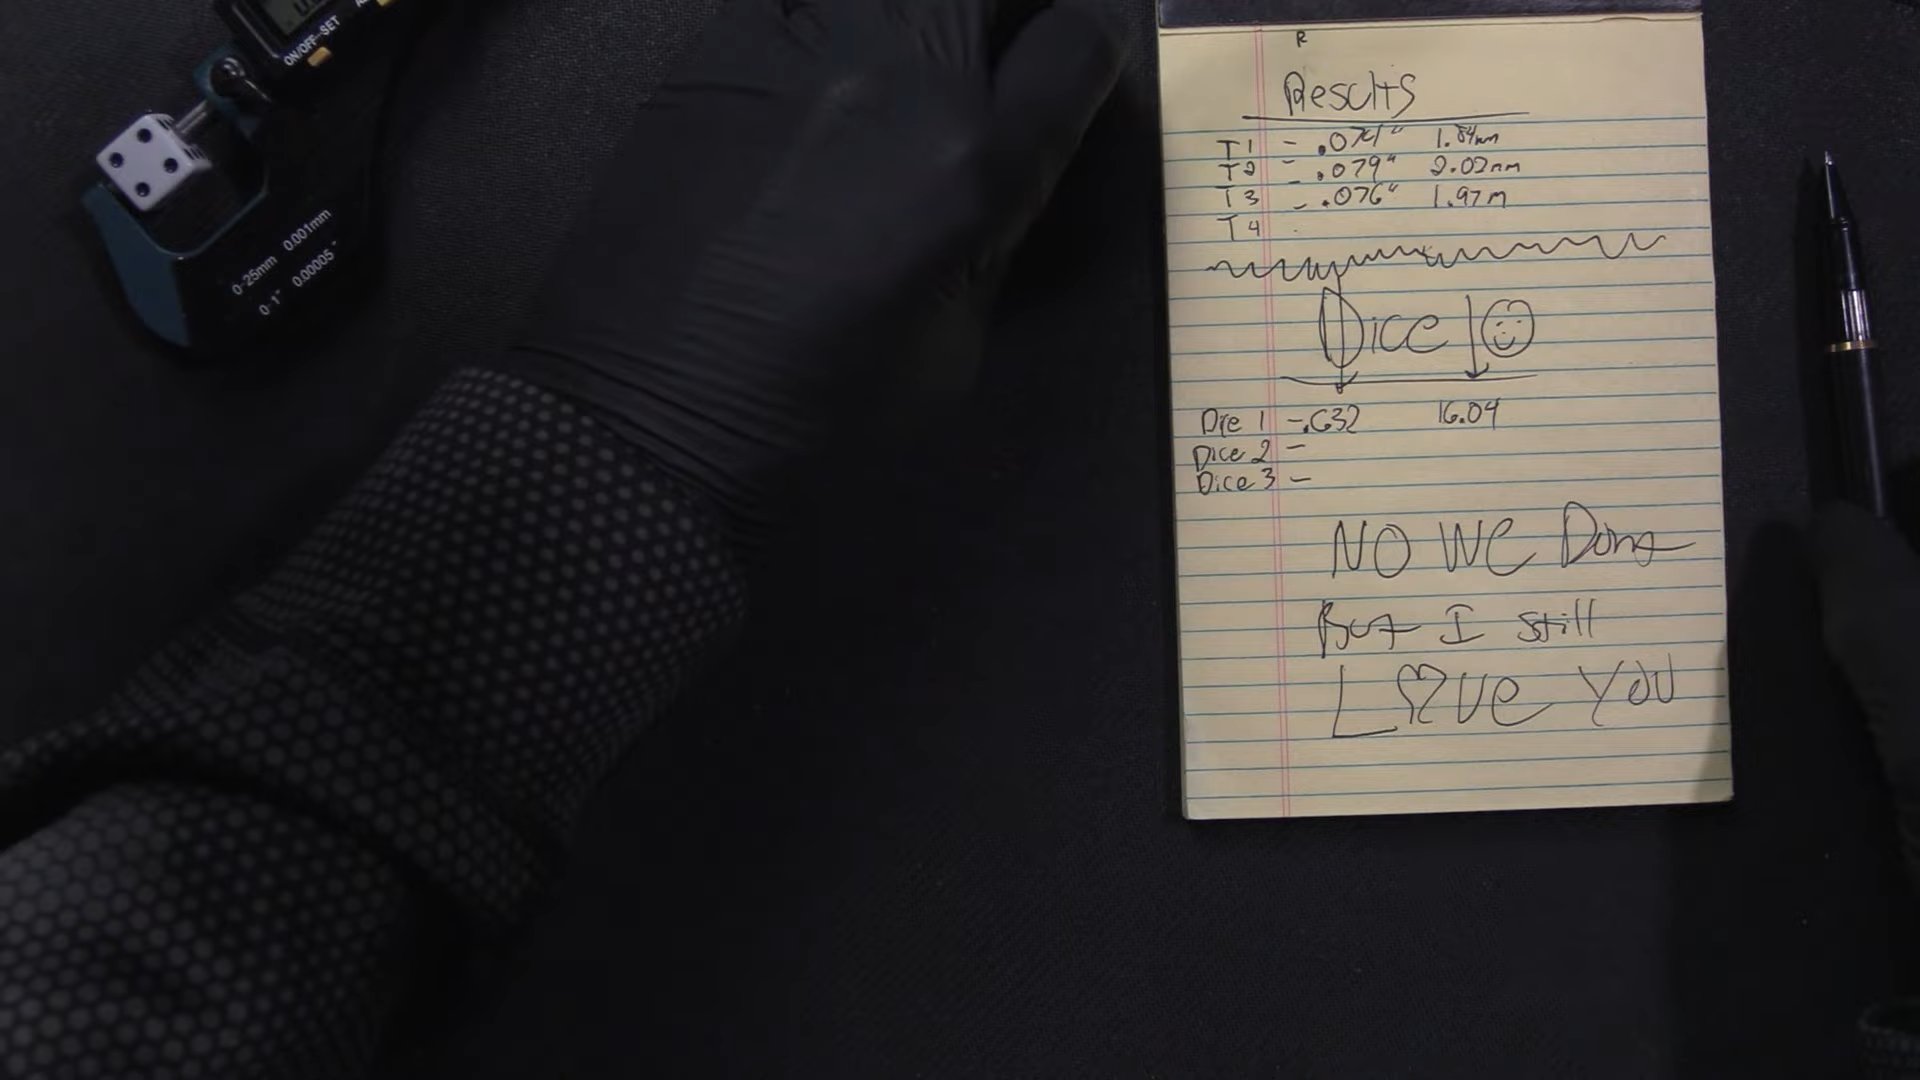 ON/OFF-SET
0-25mm 0.001mm
0-1" 0.00005"
R
Results
T1 - .074" 1.84mm
T2 - .079" 2.02mm
T3 - .076" 1.97m
T4
Dice
Dice 1 -.632 16.04
Dice 2 -
Dice 3 -
NO WE Done
But I still
Love YOU